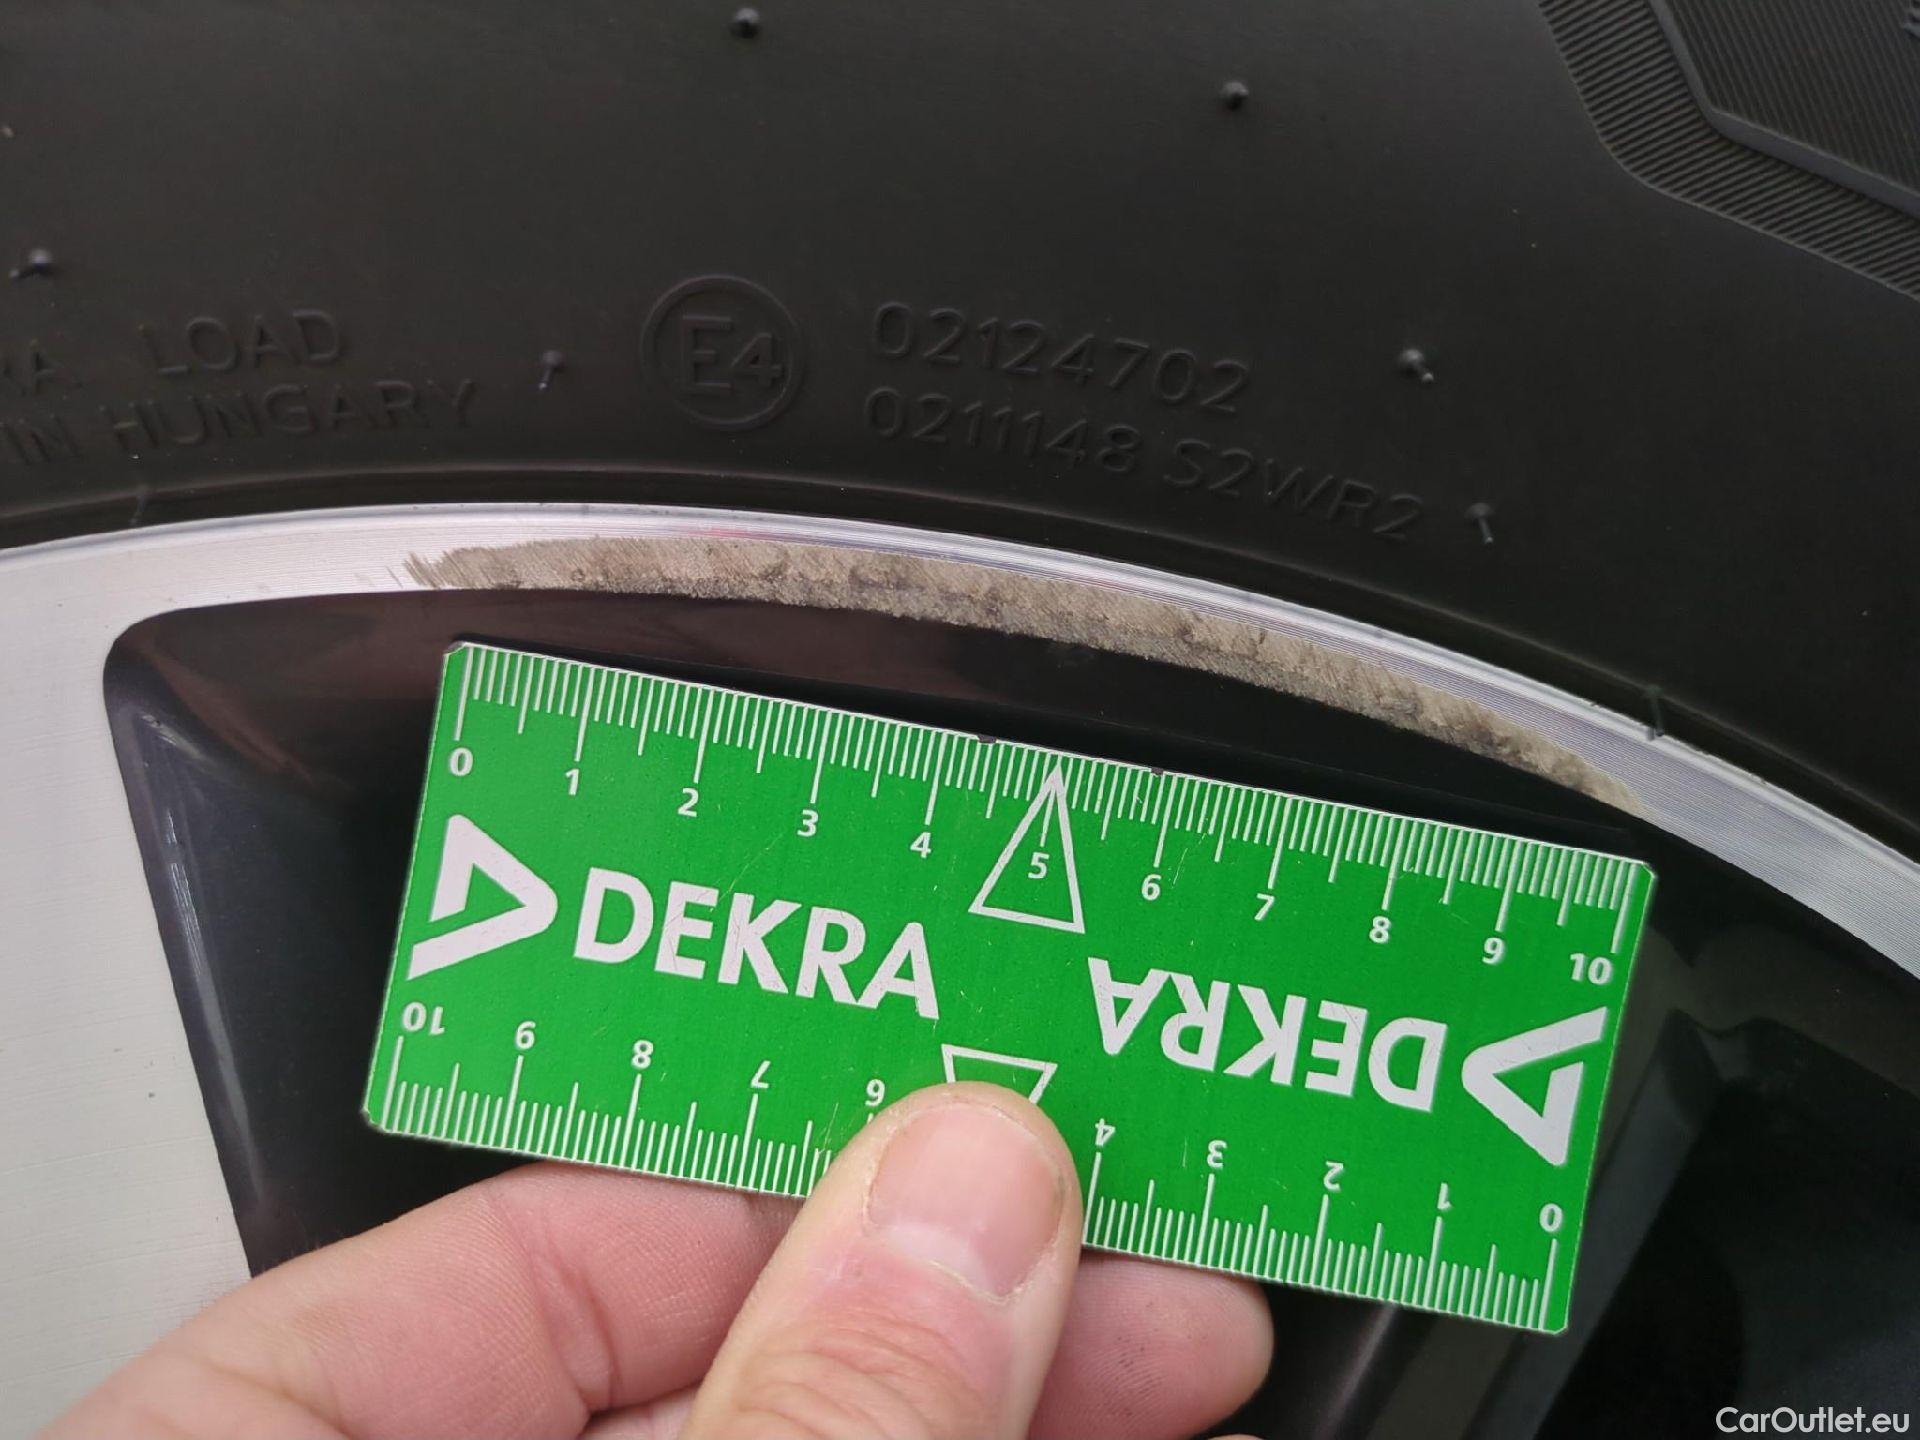 LOAD
IN HUNGARY
E4
02124702
0211148 S2WR2
0 1 2 3 4 5 6 7 8 9 10
DEKRA
DEKRA
10 9 8 7 6 4 3 2 1 0
CarOutlet.eu